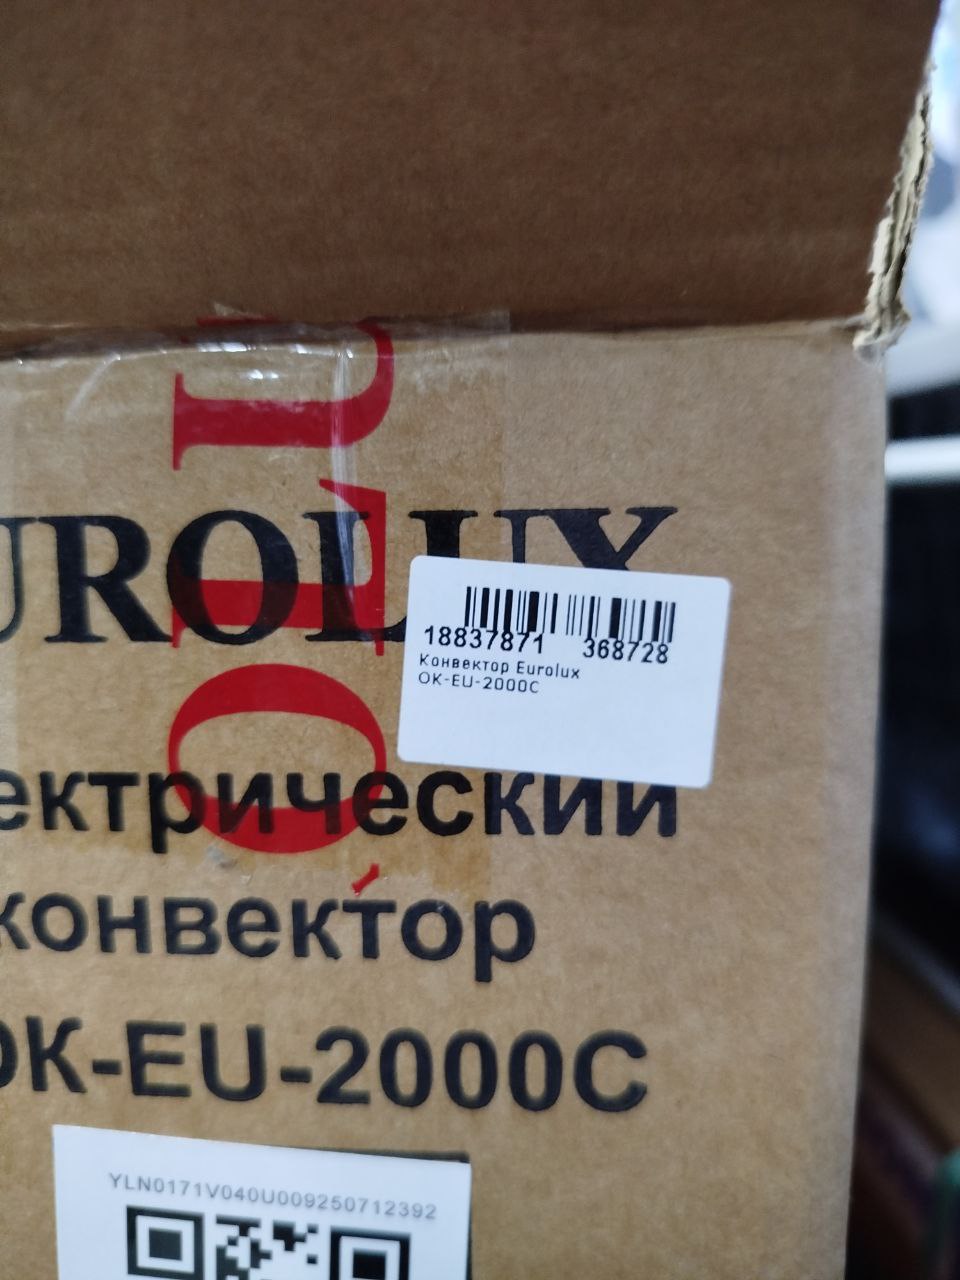 UROLUX
18837871 368728
Конвектор Eurolux
OK-EU-2000C
ектрический
конвектор
OK-EU-2000C
YLN0171V040U009250712392